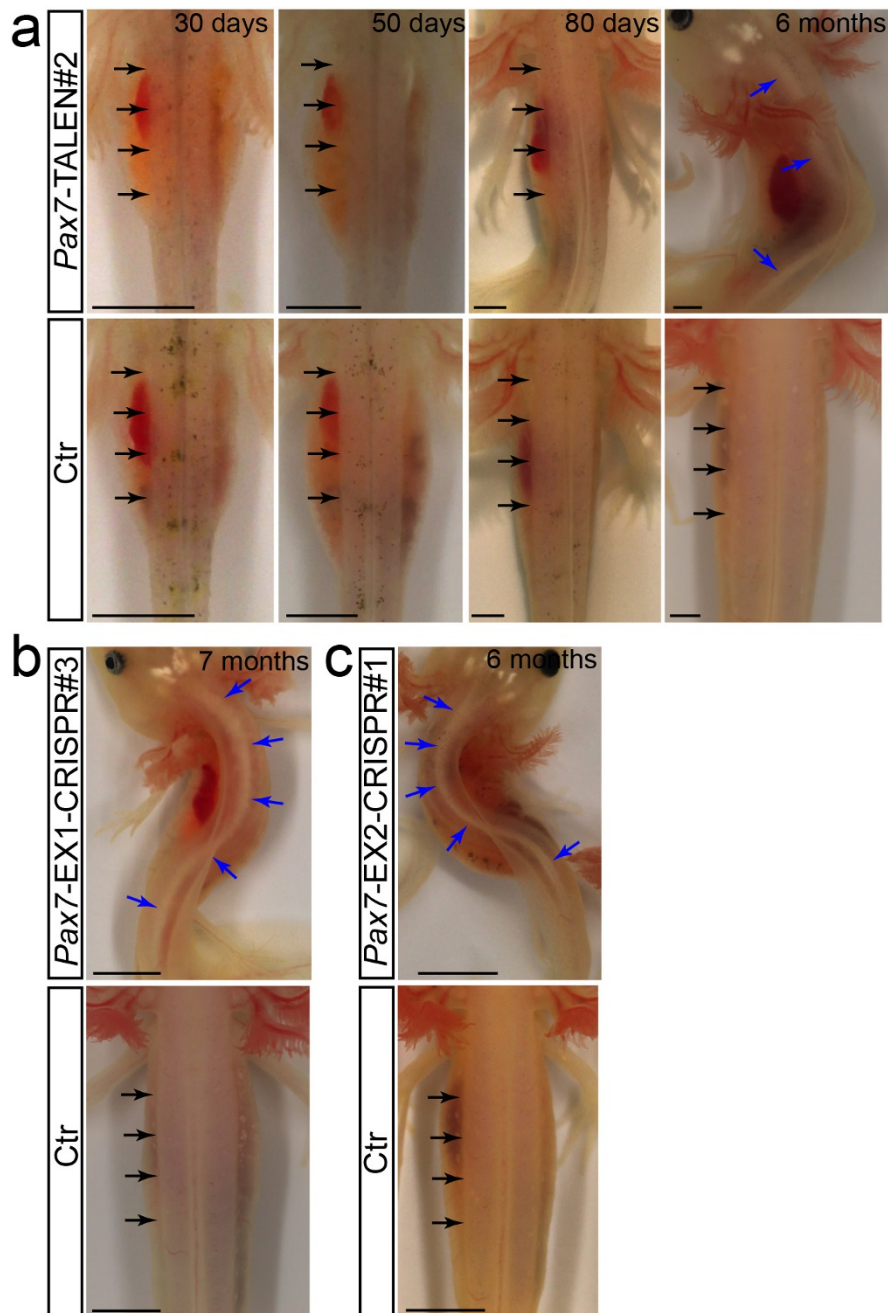 a
30 days
50 days
80 days
6 months
Pax7-TALEN#2
Ctr
b
7 months
c
6 months
Pax7-EX1-CRISPR#3
Pax7-EX2-CRISPR#1
Ctr
Ctr